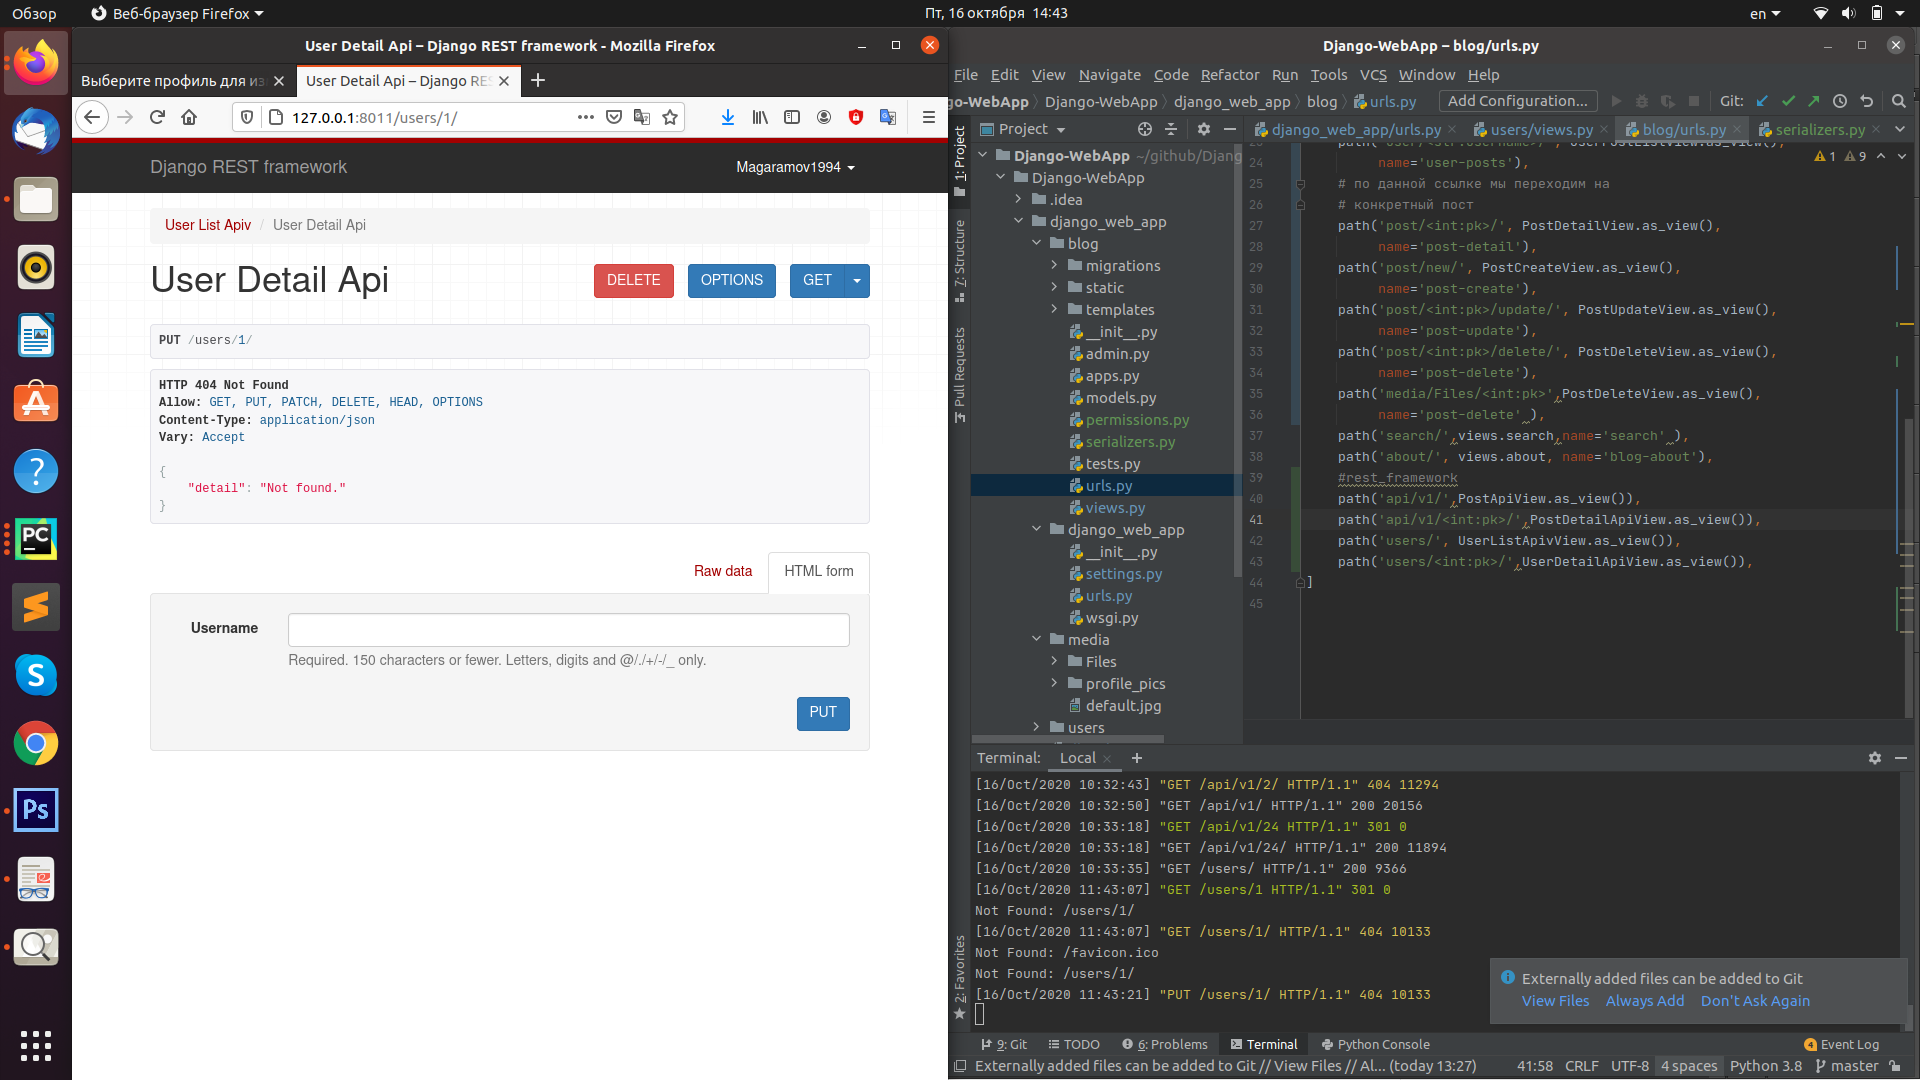 Обзор
Веб-браузер Firefox
Пт, 16 октября 14:43
en
User Detail Api – Django REST framework - Mozilla Firefox
Выберите профиль для из
User Detail Api – Django RES
127.0.0.1:8011/users/1/
Django REST framework
Magaramov1994
User List Apiv / User Detail Api
User Detail Api
DELETE
OPTIONS
GET
PUT /users/1/
HTTP 404 Not Found
Allow: GET, PUT, PATCH, DELETE, HEAD, OPTIONS
Content-Type: application/json
Vary: Accept
{
"detail": "Not found."
}
Raw data
HTML form
Username
Required. 150 characters or fewer. Letters, digits and @/./+/-/_ only.
PUT
Django-WebApp – blog/urls.py
File Edit View Navigate Code Refactor Run Tools VCS Window Help
go-WebApp Django-WebApp django_web_app blog urls.py
Add Configuration...
Git:
1: Project
7: Structure
Pull Requests
2: Favorites
Project
django_web_app/urls.py
users/views.py
blog/urls.py
serializers.py
Django-WebApp ~/github/Djang
Django-WebApp
.idea
django_web_app
blog
migrations
static
templates
__init__.py
admin.py
apps.py
models.py
permissions.py
serializers.py
tests.py
urls.py
views.py
django_web_app
__init__.py
settings.py
urls.py
wsgi.py
media
Files
profile_pics
default.jpg
users
1 9
23 path('user/<str:username>/', UserPostListView.as_view(),
24 name='user-posts'),
25 # по данной ссылке мы переходим на
26 # конкретный пост
27 path('post/<int:pk>/', PostDetailView.as_view(),
28 name='post-detail'),
29 path('post/new/', PostCreateView.as_view(),
30 name='post-create'),
31 path('post/<int:pk>/update/', PostUpdateView.as_view(),
32 name='post-update'),
33 path('post/<int:pk>/delete/', PostDeleteView.as_view(),
34 name='post-delete'),
35 path('media/Files/<int:pk>',PostDeleteView.as_view(),
36 name='post-delete' ),
37 path('search/',views.search,name='search' ),
38 path('about/', views.about, name='blog-about'),
39 #rest_framework
40 path('api/v1/',PostApiView.as_view()),
41 path('api/v1/<int:pk>/',PostDetailApiView.as_view()),
42 path('users/', UserListApivView.as_view()),
43 path('users/<int:pk>/',UserDetailApiView.as_view()),
44 ]
45
Terminal: Local
[16/Oct/2020 10:32:43] "GET /api/v1/2/ HTTP/1.1" 404 11294
[16/Oct/2020 10:32:50] "GET /api/v1/ HTTP/1.1" 200 20156
[16/Oct/2020 10:33:18] "GET /api/v1/24 HTTP/1.1" 301 0
[16/Oct/2020 10:33:18] "GET /api/v1/24/ HTTP/1.1" 200 11894
[16/Oct/2020 10:33:35] "GET /users/ HTTP/1.1" 200 9366
[16/Oct/2020 11:43:07] "GET /users/1 HTTP/1.1" 301 0
Not Found: /users/1/
[16/Oct/2020 11:43:07] "GET /users/1/ HTTP/1.1" 404 10133
Not Found: /favicon.ico
Not Found: /users/1/
[16/Oct/2020 11:43:21] "PUT /users/1/ HTTP/1.1" 404 10133
Externally added files can be added to Git
View Files Always Add Don't Ask Again
9: Git TODO 6: Problems Terminal Python Console
4 Event Log
Externally added files can be added to Git // View Files // Al... (today 13:27)
41:58 CRLF UTF-8 4 spaces Python 3.8 master
PC
S
Ps